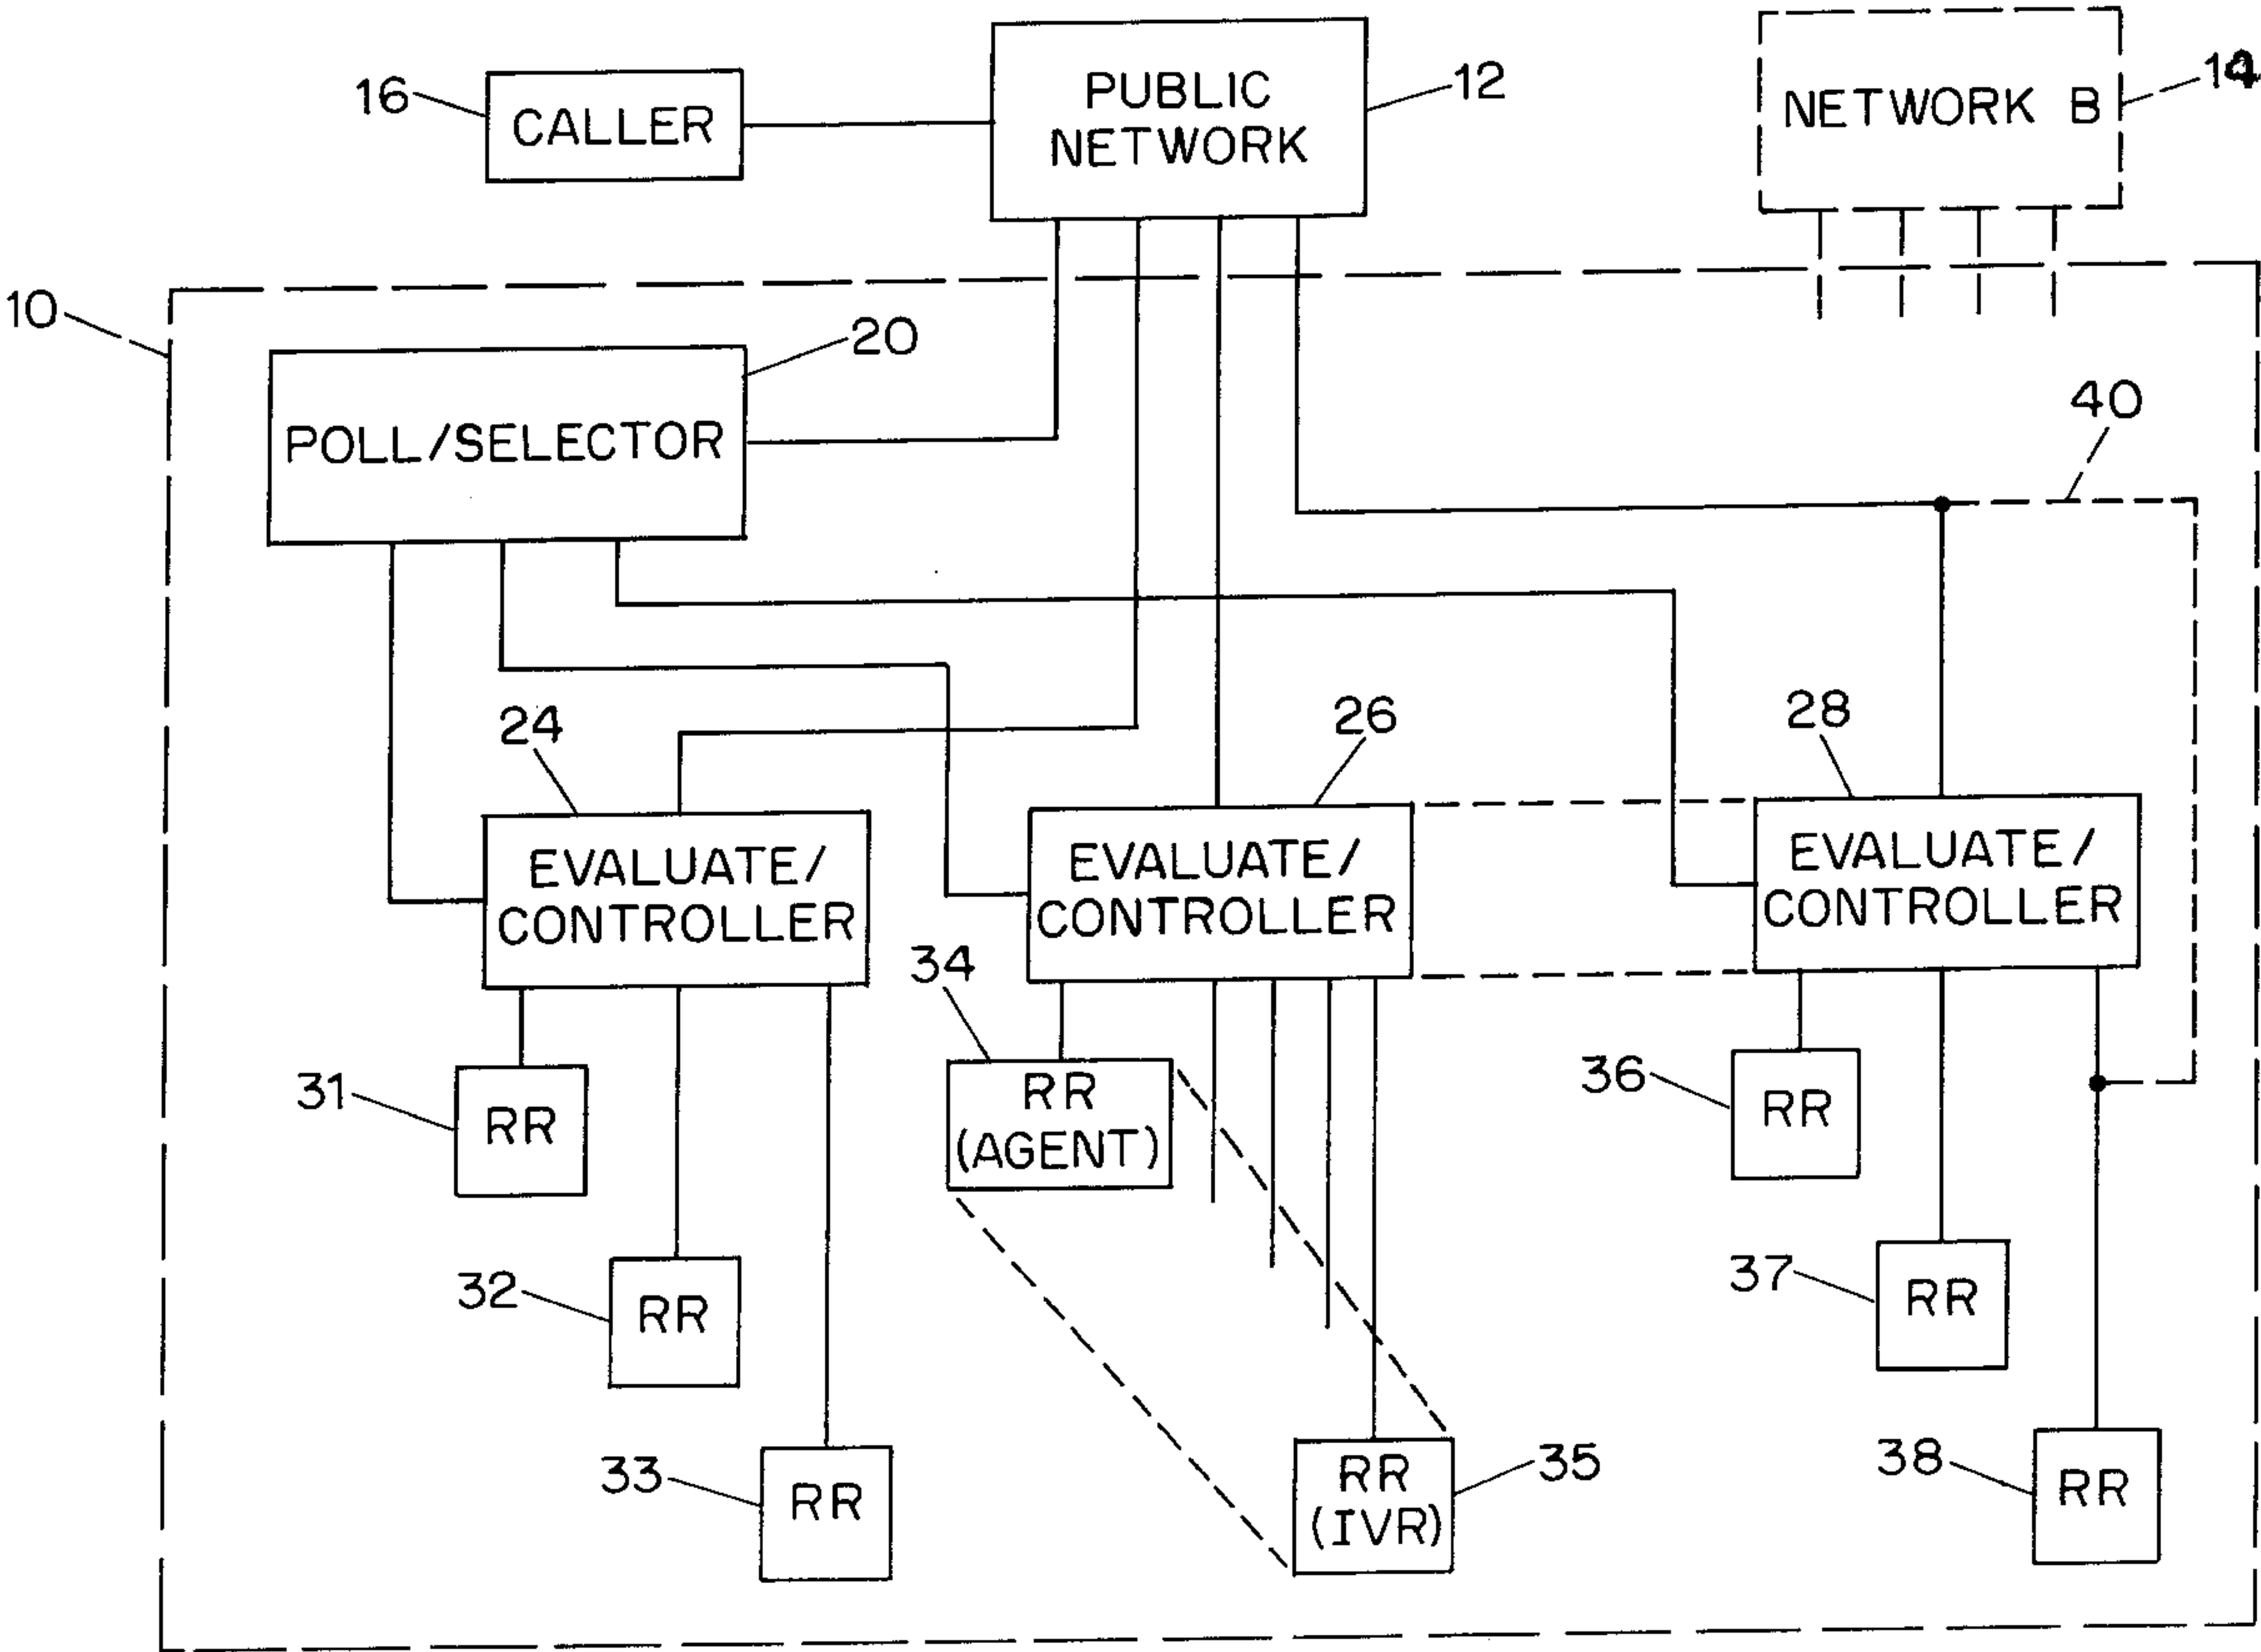 16
CALLER
PUBLIC
NETWORK
12
NETWORK B
14
10
20
POLL/SELECTOR
40
24
26
28
EVALUATE/
CONTROLLER
EVALUATE/
CONTROLLER
EVALUATE/
CONTROLLER
34
31
RR
RR
(AGENT)
36
RR
32
RR
37
RR
33
RR
RR
(IVR)
35
38
RR